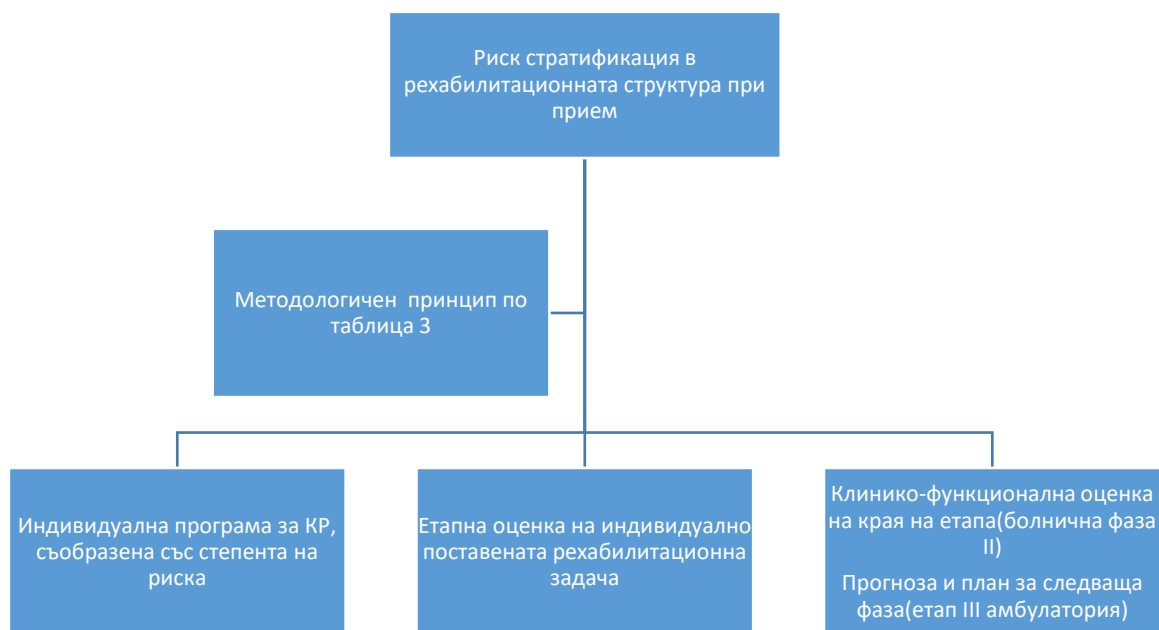 Риск стратификация в
рехабилитационната структура при
прием
Методологичен принцип по
таблица 3
Индивидуална програма за КР,
съобразена със степента на
риска
Етапна оценка на индивидуално
поставената рехабилитационна
задача
Клинико-функционална оценка
на края на етапа(болнична фаза
II)
Прогноза и план за следваща
фаза(етап III амбулатория)